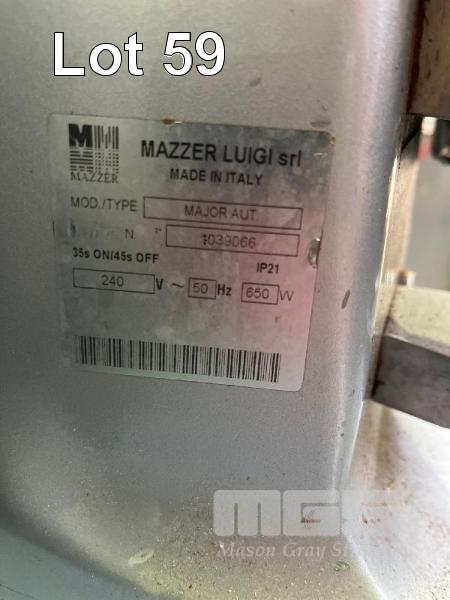 Lot 59
MAZZER
MAZZER LUIGI srl
MADE IN ITALY
MOD./TYPE MAJOR AUT.
N. 1039066
35s ON/45s OFF IP21
240 V ~ 50 Hz 650 W
Mason Gray